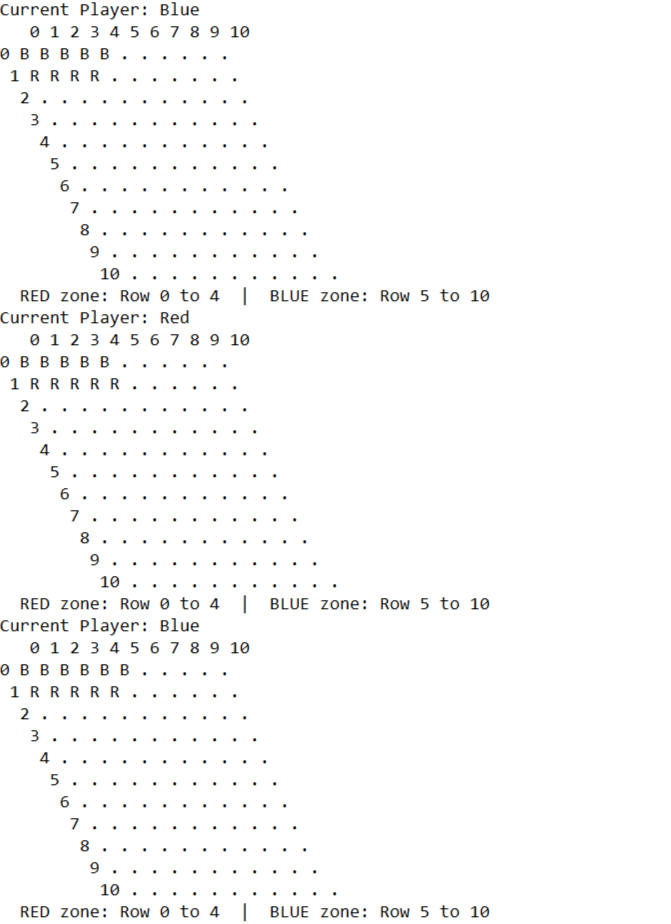 Current Player: Blue
   0 1 2 3 4 5 6 7 8 9 10
0 B B B B B . . . . . .
 1 R R R R . . . . . . .
  2 . . . . . . . . . . .
   3 . . . . . . . . . . .
    4 . . . . . . . . . . .
     5 . . . . . . . . . . .
      6 . . . . . . . . . . .
       7 . . . . . . . . . . .
        8 . . . . . . . . . . .
         9 . . . . . . . . . . .
          10 . . . . . . . . . . .
  RED zone: Row 0 to 4  |  BLUE zone: Row 5 to 10
Current Player: Red
   0 1 2 3 4 5 6 7 8 9 10
0 B B B B B . . . . . .
 1 R R R R R . . . . . .
  2 . . . . . . . . . . .
   3 . . . . . . . . . . .
    4 . . . . . . . . . . .
     5 . . . . . . . . . . .
      6 . . . . . . . . . . .
       7 . . . . . . . . . . .
        8 . . . . . . . . . . .
         9 . . . . . . . . . . .
          10 . . . . . . . . . . .
  RED zone: Row 0 to 4  |  BLUE zone: Row 5 to 10
Current Player: Blue
   0 1 2 3 4 5 6 7 8 9 10
0 B B B B B B . . . . .
 1 R R R R R . . . . . .
  2 . . . . . . . . . . .
   3 . . . . . . . . . . .
    4 . . . . . . . . . . .
     5 . . . . . . . . . . .
      6 . . . . . . . . . . .
       7 . . . . . . . . . . .
        8 . . . . . . . . . . .
         9 . . . . . . . . . . .
          10 . . . . . . . . . . .
  RED zone: Row 0 to 4  |  BLUE zone: Row 5 to 10